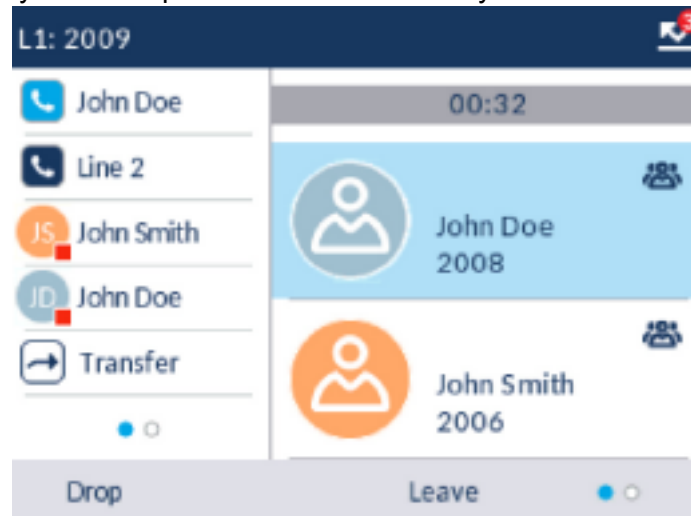 L1: 2009
3
John Doe
Line 2
JS John Smith
JD John Doe
Transfer
00:32
John Doe
2008
John Smith
2006
Drop
Leave